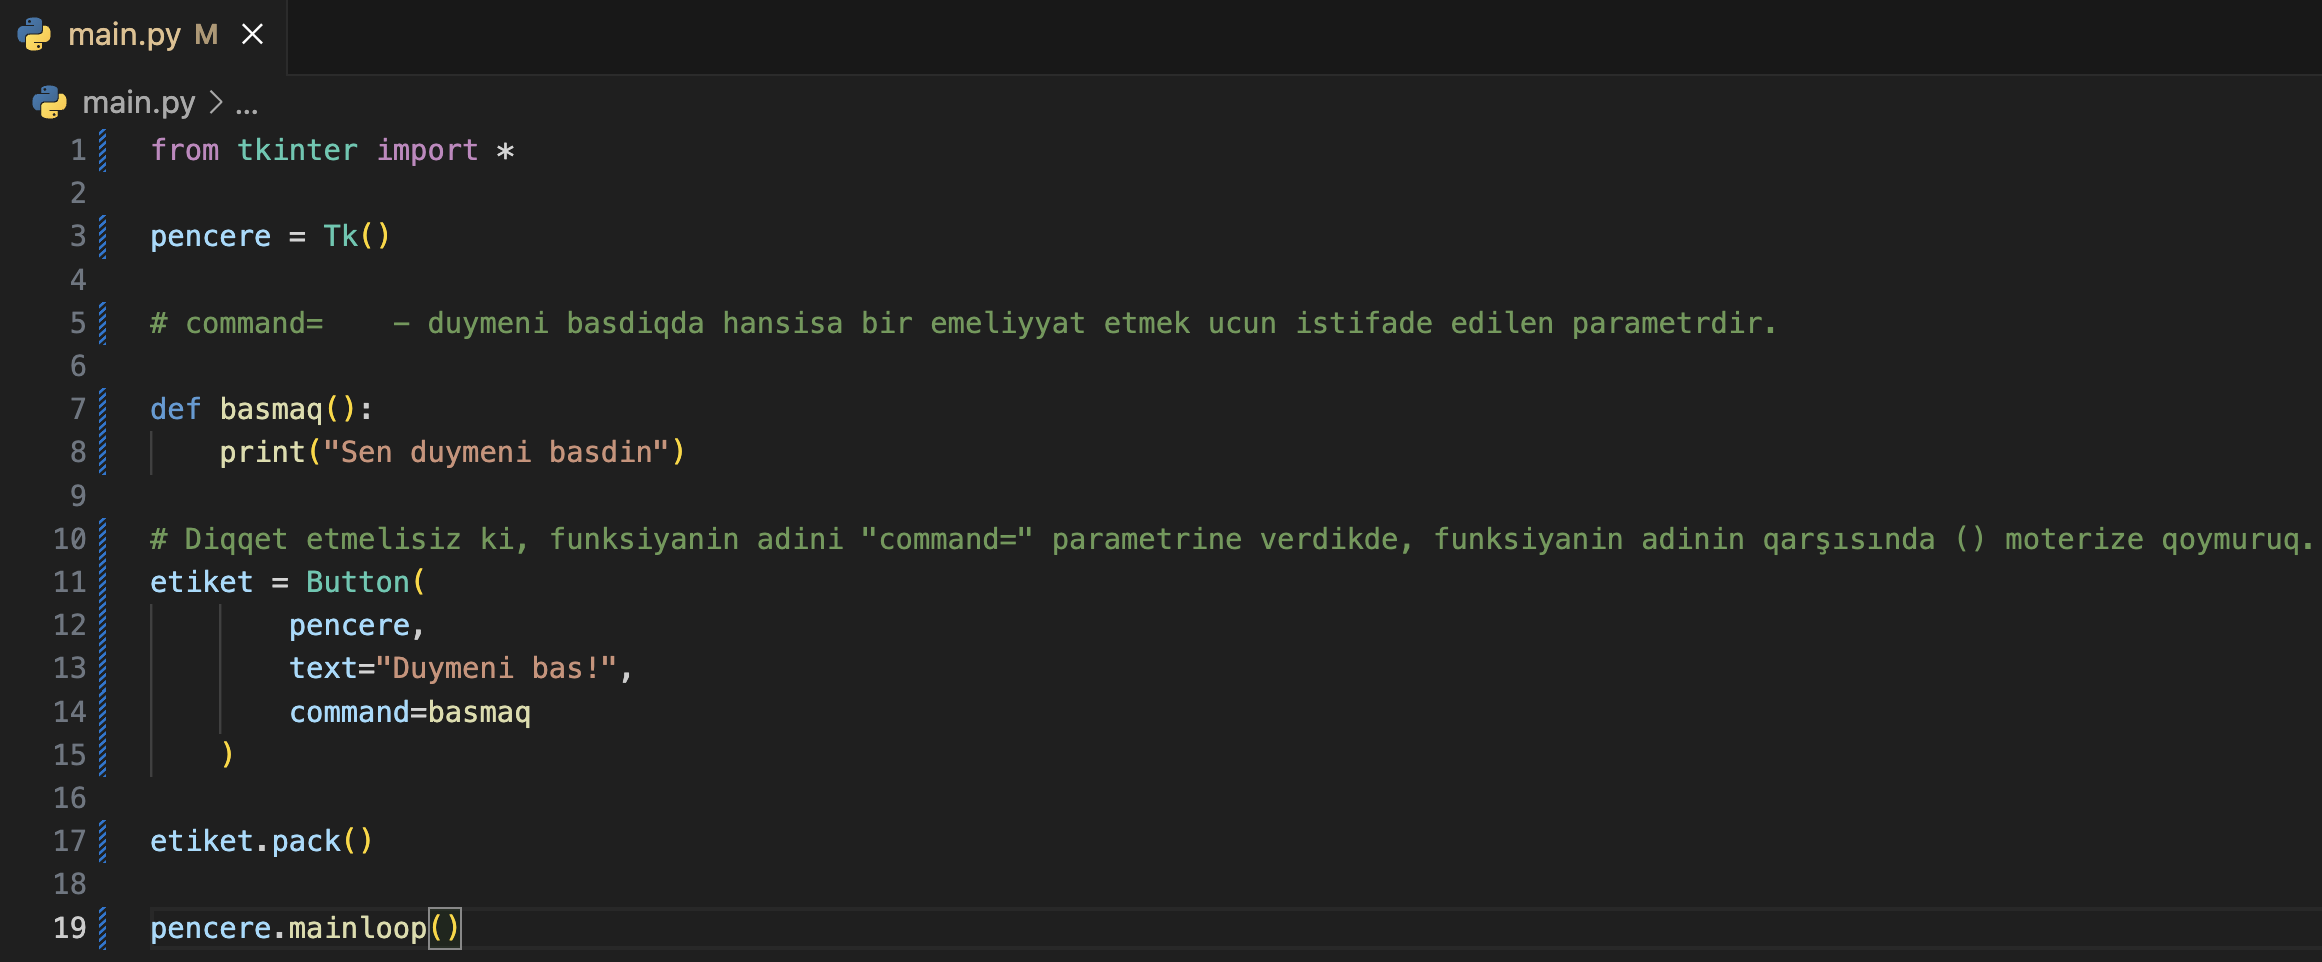 main.py M
main.py > ...
1 from tkinter import *
2
3 pencere = Tk()
4
5 # command=    - duymeni basdiqda hansisa bir emeliyyat etmek ucun istifade edilen parametrdir.
6
7 def basmaq():
8     print("Sen duymeni basdin")
9
10 # Diqqet etmelisiz ki, funksiyanin adini "command=" parametrine verdikde, funksiyanin adinin qarşısında () moterize qoymuruq.
11 etiket = Button(
12         pencere,
13         text="Duymeni bas!",
14         command=basmaq
15     )
16
17 etiket.pack()
18
19 pencere.mainloop()